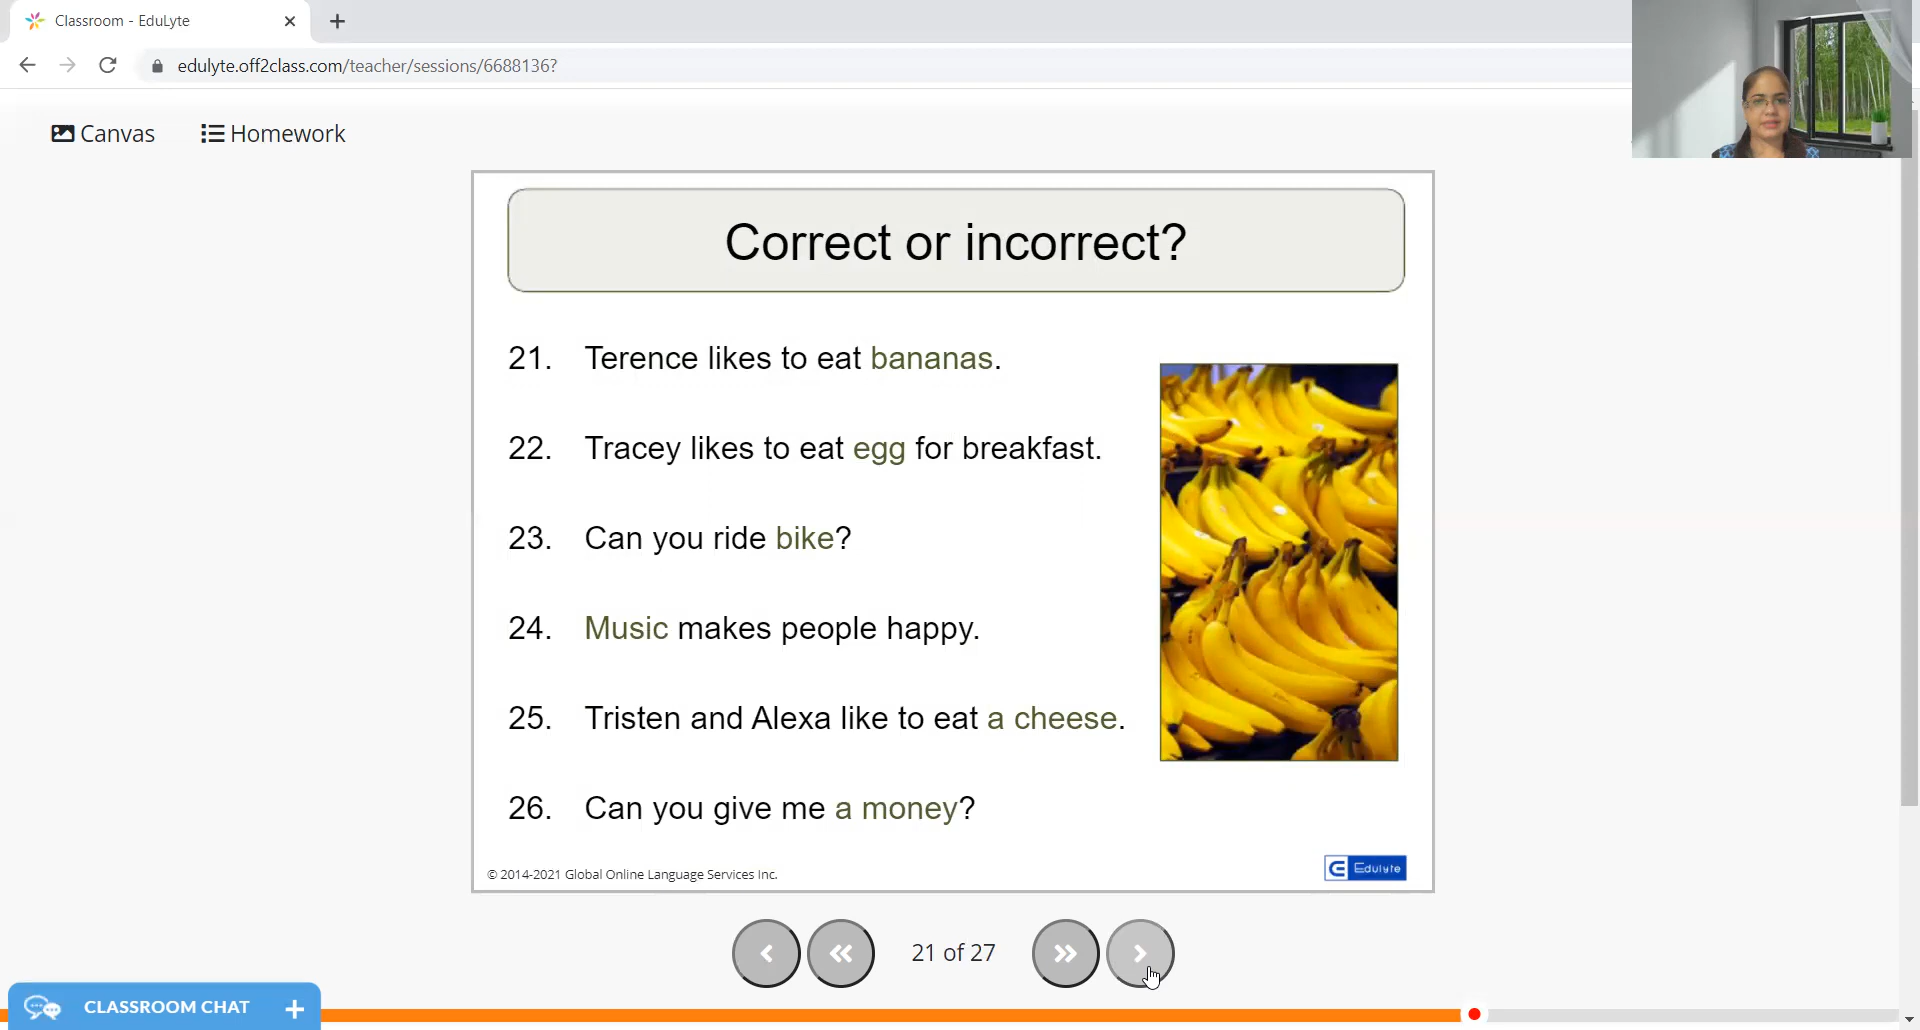 Classroom - EduLyte
edulyte.off2class.com/teacher/sessions/6688136?
Canvas
Homework
Correct or incorrect?
21. Terence likes to eat bananas.
22. Tracey likes to eat egg for breakfast.
23. Can you ride bike?
24. Music makes people happy.
25. Tristen and Alexa like to eat a cheese.
26. Can you give me a money?
© 2014-2021 Global Online Language Services Inc.
Edulyte
21 of 27
CLASSROOM CHAT